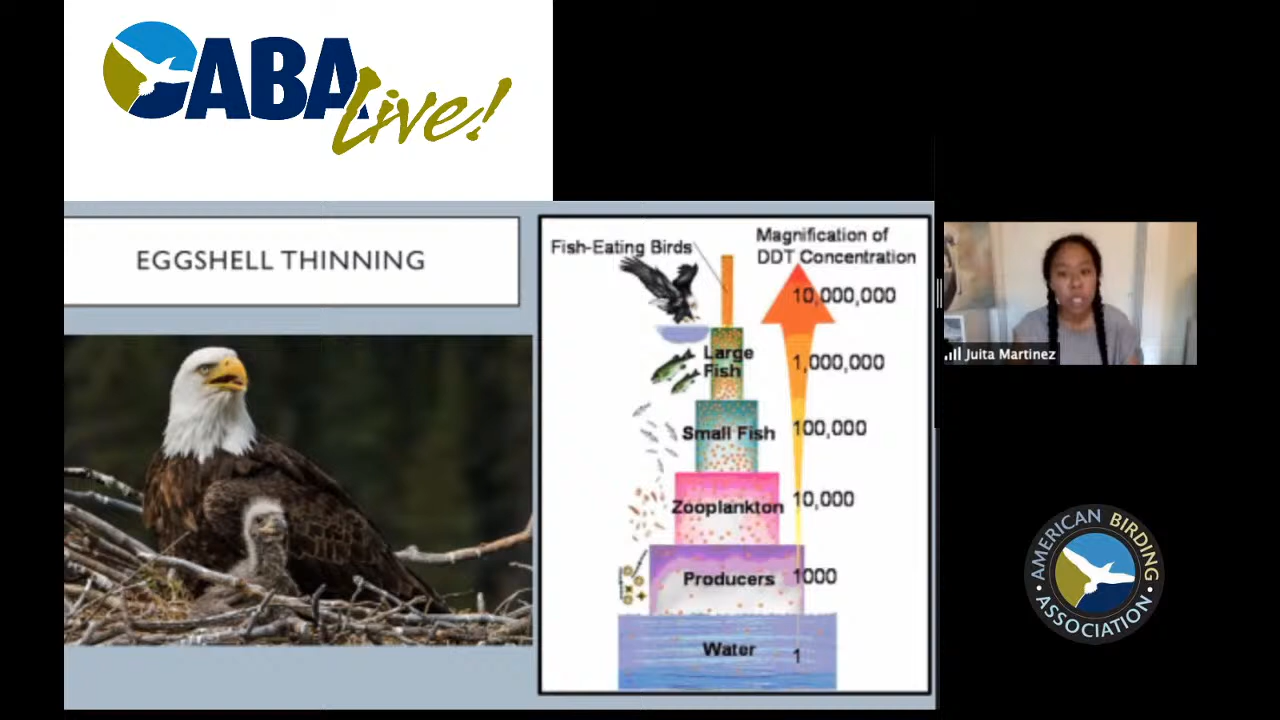 ABA
Live!
EGGSHELL THINNING
Fish-Eating Birds
Magnification of
DDT Concentration
10,000,000
Large
Fish
1,000,000
Small Fish
100,000
Zooplankton
10,000
Producers
1000
Water
1
Juita Martinez
AMERICAN BIRDING
• ASSOCIATION •